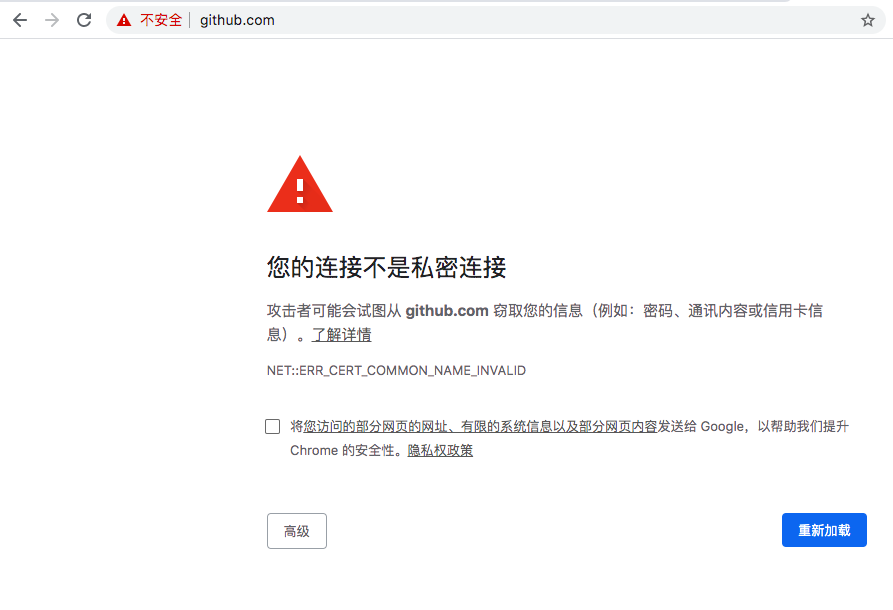 不安全 github.com
您的连接不是私密连接
攻击者可能会试图从 github.com 窃取您的信息（例如：密码、通讯内容或信用卡信
息）。了解详情
NET::ERR_CERT_COMMON_NAME_INVALID
将您访问的部分网页的网址、有限的系统信息以及部分网页内容发送给 Google，以帮助我们提升
Chrome 的安全性。隐私权政策
高级 重新加载